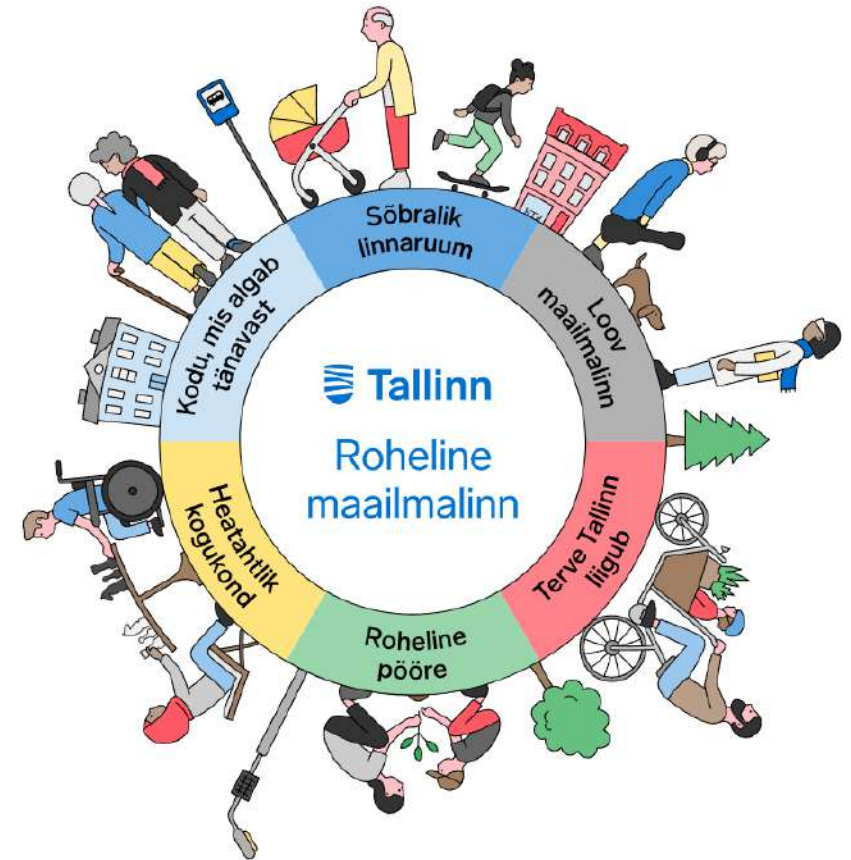 Tallinn
Roheline
maailmalinn
Sõbralik
linnaruum
Loov
maailmalinn
Terve Tallinn
liigub
Roheline
pööre
Heatahtlik
kogukond
Kodu, mis algab
tänavast